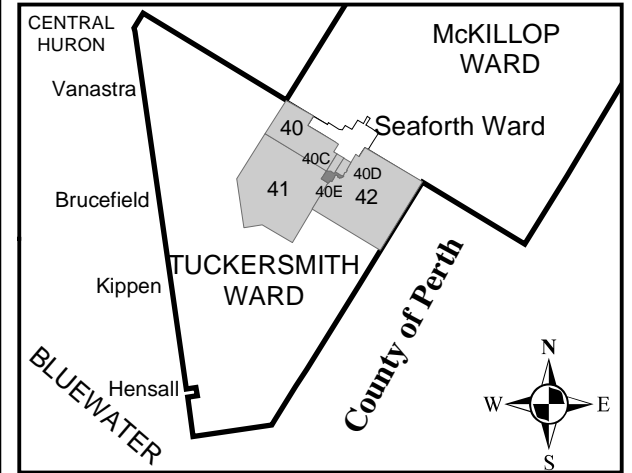 CENTRAL
HURON
McKILLOP
WARD
Vanastra
Seaforth Ward
40
40C
40D
41
40E
42
Brucefield
TUCKERSMITH
WARD
Kippen
County of Perth
BLUEWATER
Hensall
N
W
E
S